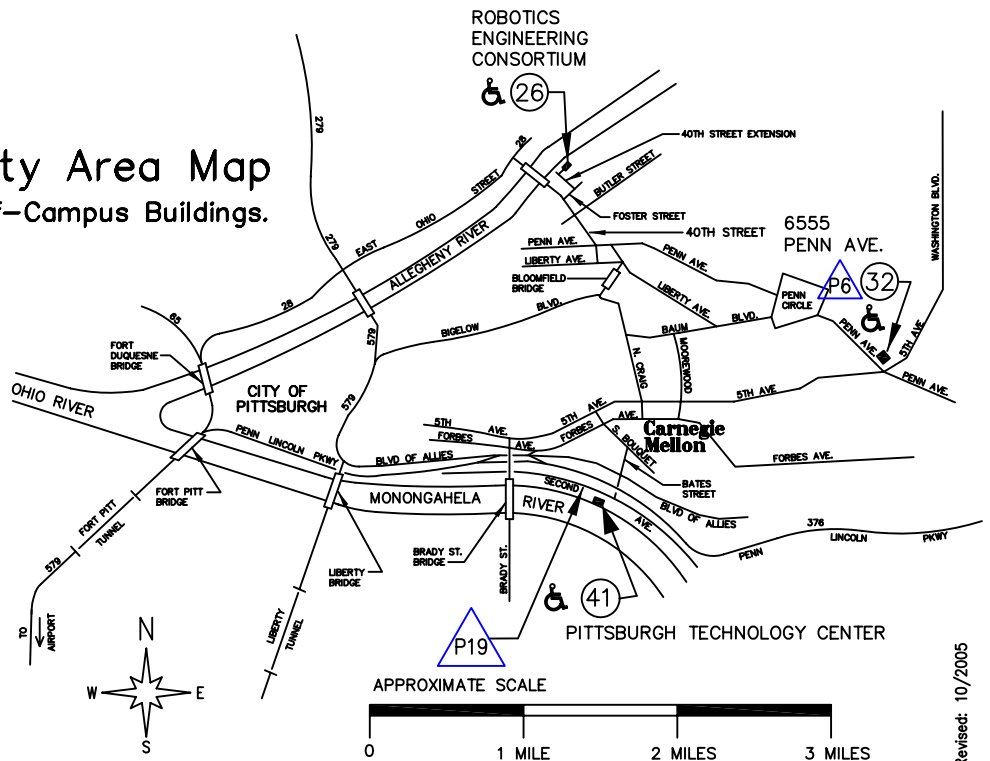 ROBOTICS
ENGINEERING
CONSORTIUM
26
ty Area Map
f-Campus Buildings.
279
28
40TH STREET EXTENSION
BUTLER STREET
STREET
OHIO
EAST
279
ALLEGHENY RIVER
FOSTER STREET
40TH STREET
6555
PENN AVE.
WASHINGTON BLVD.
PENN AVE.
LIBERTY AVE.
PENN AVE.
BLOOMFIELD
BRIDGE
LIBERTY AVE.
PENN
CIRCLE
P6
32
28
65
579
BIGELOW
BLVD.
BAUM
BLVD.
PENN AVE.
5TH AVE
FORT
DUQUESNE
BRIDGE
N. CRAIG
MOOREWOOD
OHIO RIVER
CITY OF
PITTSBURGH
579
5TH AVE
PENN AVE.
5TH
AVE.
5TH AVE.
FORBES
AVE.
FORBES
AVE.
Carnegie
Mellon
S. BOUQUET
PENN LINCOLN PKWY
BLVD OF ALLIES
FORBES AVE.
FORT PITT
BRIDGE
MONONGAHELA
RIVER
SECOND
AVE.
BATES
STREET
BLVD OF ALLIES
FORT PITT
TUNNEL
376
PENN
LINCOLN
PKWY
579
LIBERTY
BRIDGE
BRADY ST.
BRIDGE
BRADY ST.
41
TO
AIRPORT
LIBERTY
TUNNEL
PITTSBURGH TECHNOLOGY CENTER
P19
N
W
E
S
APPROXIMATE SCALE
0
1 MILE
2 MILES
3 MILES
Revised: 10/2005